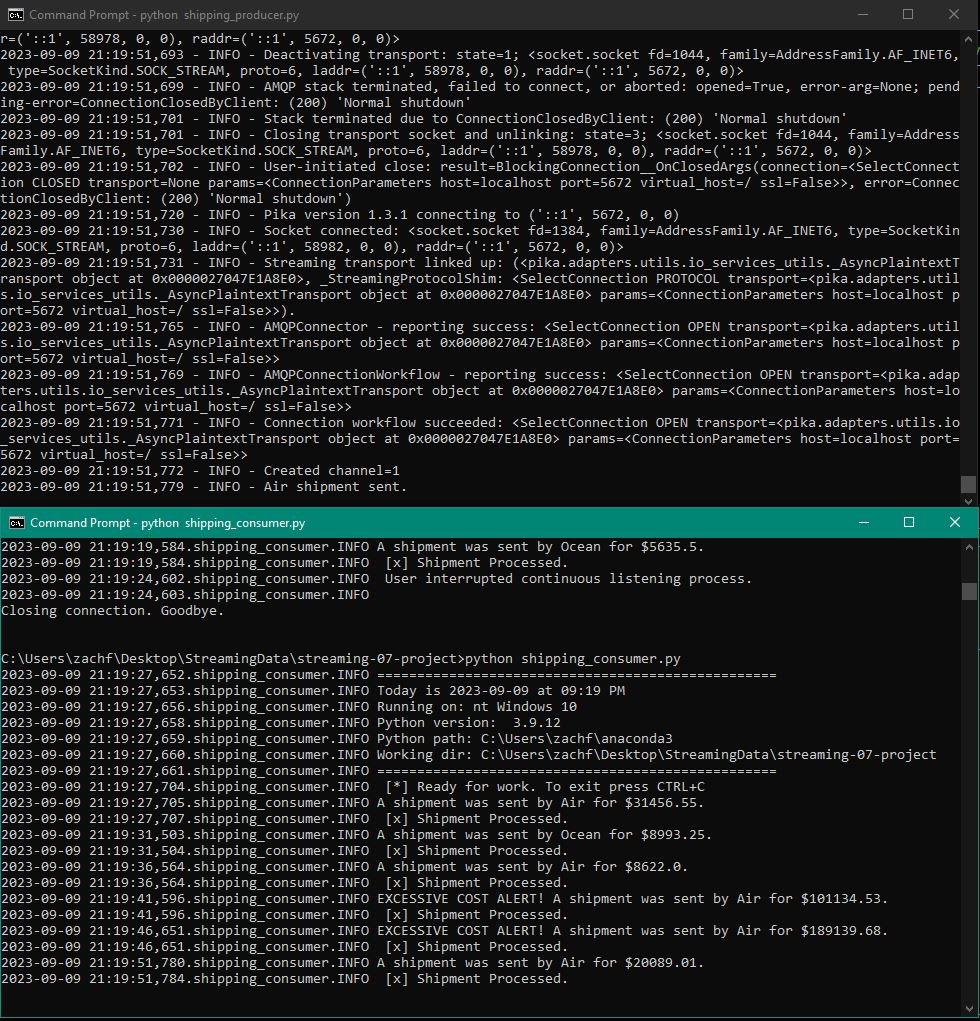 Command Prompt - python  shipping_producer.py
r=('::1', 58978, 0, 0), raddr=('::1', 5672, 0, 0)>
2023-09-09 21:19:51,693 - INFO - Deactivating transport: state=1; <socket.socket fd=1044, family=AddressFamily.AF_INET6,
 type=SocketKind.SOCK_STREAM, proto=6, laddr=('::1', 58978, 0, 0), raddr=('::1', 5672, 0, 0)>
2023-09-09 21:19:51,699 - INFO - AMQP stack terminated, failed to connect, or aborted: opened=True, error-arg=None; pend
ing-error=ConnectionClosedByClient: (200) 'Normal shutdown'
2023-09-09 21:19:51,701 - INFO - Stack terminated due to ConnectionClosedByClient: (200) 'Normal shutdown'
2023-09-09 21:19:51,701 - INFO - Closing transport socket and unlinking: state=3; <socket.socket fd=1044, family=Address
Family.AF_INET6, type=SocketKind.SOCK_STREAM, proto=6, laddr=('::1', 58978, 0, 0), raddr=('::1', 5672, 0, 0)>
2023-09-09 21:19:51,702 - INFO - User-initiated close: result=BlockingConnection__OnClosedArgs(connection=<SelectConnect
ion CLOSED transport=None params=<ConnectionParameters host=localhost port=5672 virtual_host=/ ssl=False>>, error=Connec
tionClosedByClient: (200) 'Normal shutdown')
2023-09-09 21:19:51,720 - INFO - Pika version 1.3.1 connecting to ('::1', 5672, 0, 0)
2023-09-09 21:19:51,730 - INFO - Socket connected: <socket.socket fd=1384, family=AddressFamily.AF_INET6, type=SocketKin
d.SOCK_STREAM, proto=6, laddr=('::1', 58982, 0, 0), raddr=('::1', 5672, 0, 0)>
2023-09-09 21:19:51,731 - INFO - Streaming transport linked up: (<pika.adapters.utils.io_services_utils._AsyncPlaintextT
ransport object at 0x0000027047E1A8E0>, _StreamingProtocolShim: <SelectConnection PROTOCOL transport=<pika.adapters.util
s.io_services_utils._AsyncPlaintextTransport object at 0x0000027047E1A8E0> params=<ConnectionParameters host=localhost p
ort=5672 virtual_host=/ ssl=False>>).
2023-09-09 21:19:51,765 - INFO - AMQPConnector - reporting success: <SelectConnection OPEN transport=<pika.adapters.util
s.io_services_utils._AsyncPlaintextTransport object at 0x0000027047E1A8E0> params=<ConnectionParameters host=localhost p
ort=5672 virtual_host=/ ssl=False>>
2023-09-09 21:19:51,769 - INFO - AMQPConnectionWorkflow - reporting success: <SelectConnection OPEN transport=<pika.adap
ters.utils.io_services_utils._AsyncPlaintextTransport object at 0x0000027047E1A8E0> params=<ConnectionParameters host=lo
calhost port=5672 virtual_host=/ ssl=False>>
2023-09-09 21:19:51,771 - INFO - Connection workflow succeeded: <SelectConnection OPEN transport=<pika.adapters.utils.io
_services_utils._AsyncPlaintextTransport object at 0x0000027047E1A8E0> params=<ConnectionParameters host=localhost port=
5672 virtual_host=/ ssl=False>>
2023-09-09 21:19:51,772 - INFO - Created channel=1
2023-09-09 21:19:51,779 - INFO - Air shipment sent.
Command Prompt - python  shipping_consumer.py
2023-09-09 21:19:19,584.shipping_consumer.INFO A shipment was sent by Ocean for $5635.5.
2023-09-09 21:19:19,584.shipping_consumer.INFO  [x] Shipment Processed.
2023-09-09 21:19:24,602.shipping_consumer.INFO  User interrupted continuous listening process.
2023-09-09 21:19:24,603.shipping_consumer.INFO
Closing connection. Goodbye.
C:\Users\zachf\Desktop\StreamingData\streaming-07-project>python shipping_consumer.py
2023-09-09 21:19:27,652.shipping_consumer.INFO ==================================================
2023-09-09 21:19:27,653.shipping_consumer.INFO Today is 2023-09-09 at 09:19 PM
2023-09-09 21:19:27,656.shipping_consumer.INFO Running on: nt Windows 10
2023-09-09 21:19:27,658.shipping_consumer.INFO Python version:  3.9.12
2023-09-09 21:19:27,659.shipping_consumer.INFO Python path: C:\Users\zachf\anaconda3
2023-09-09 21:19:27,660.shipping_consumer.INFO Working dir: C:\Users\zachf\Desktop\StreamingData\streaming-07-project
2023-09-09 21:19:27,661.shipping_consumer.INFO ==================================================
2023-09-09 21:19:27,704.shipping_consumer.INFO  [*] Ready for work. To exit press CTRL+C
2023-09-09 21:19:27,705.shipping_consumer.INFO A shipment was sent by Air for $31456.55.
2023-09-09 21:19:27,707.shipping_consumer.INFO  [x] Shipment Processed.
2023-09-09 21:19:31,503.shipping_consumer.INFO A shipment was sent by Ocean for $8993.25.
2023-09-09 21:19:31,504.shipping_consumer.INFO  [x] Shipment Processed.
2023-09-09 21:19:36,564.shipping_consumer.INFO A shipment was sent by Air for $8622.0.
2023-09-09 21:19:36,564.shipping_consumer.INFO  [x] Shipment Processed.
2023-09-09 21:19:41,596.shipping_consumer.INFO EXCESSIVE COST ALERT! A shipment was sent by Air for $101134.53.
2023-09-09 21:19:41,596.shipping_consumer.INFO  [x] Shipment Processed.
2023-09-09 21:19:46,651.shipping_consumer.INFO EXCESSIVE COST ALERT! A shipment was sent by Air for $189139.68.
2023-09-09 21:19:46,651.shipping_consumer.INFO  [x] Shipment Processed.
2023-09-09 21:19:51,780.shipping_consumer.INFO A shipment was sent by Air for $20089.01.
2023-09-09 21:19:51,784.shipping_consumer.INFO  [x] Shipment Processed.